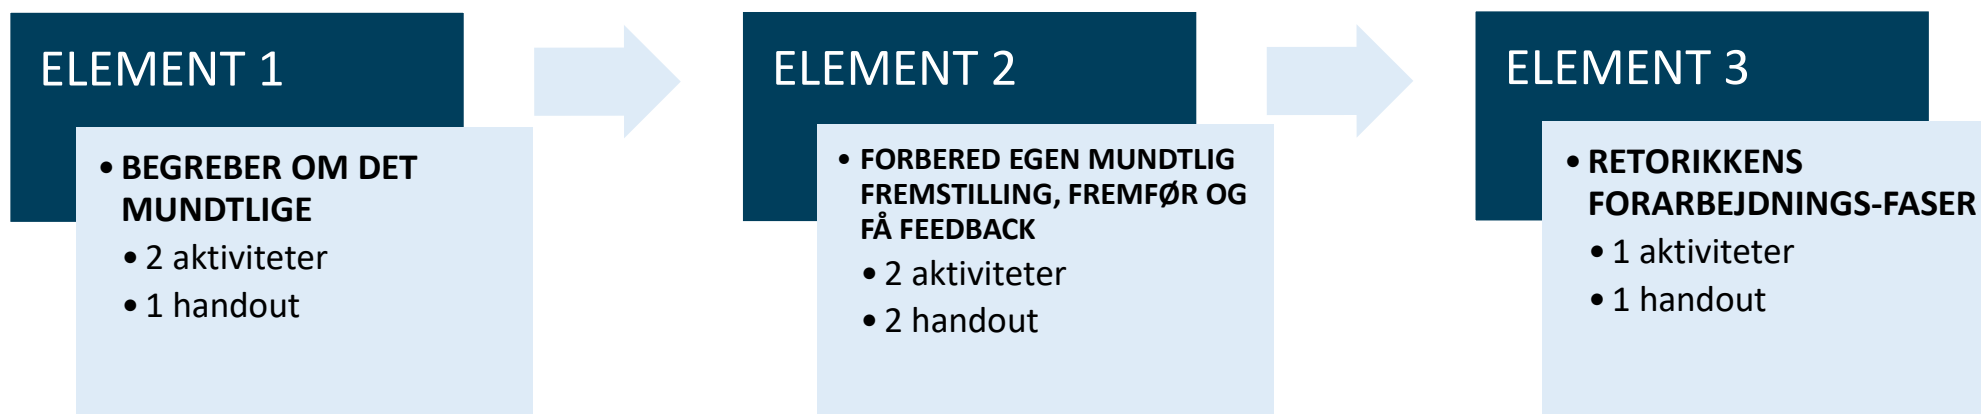 ELEMENT 1
• BEGREBER OM DET
MUNDTLIGE
• 2 aktiviteter
• 1 handout
ELEMENT 2
• FORBERED EGEN MUNDTLIG
FREMSTILLING, FREMFØR OG
FÅ FEEDBACK
• 2 aktiviteter
• 2 handout
ELEMENT 3
• RETORIKKENS
FORARBEJDNINGS-FASER
• 1 aktiviteter
• 1 handout